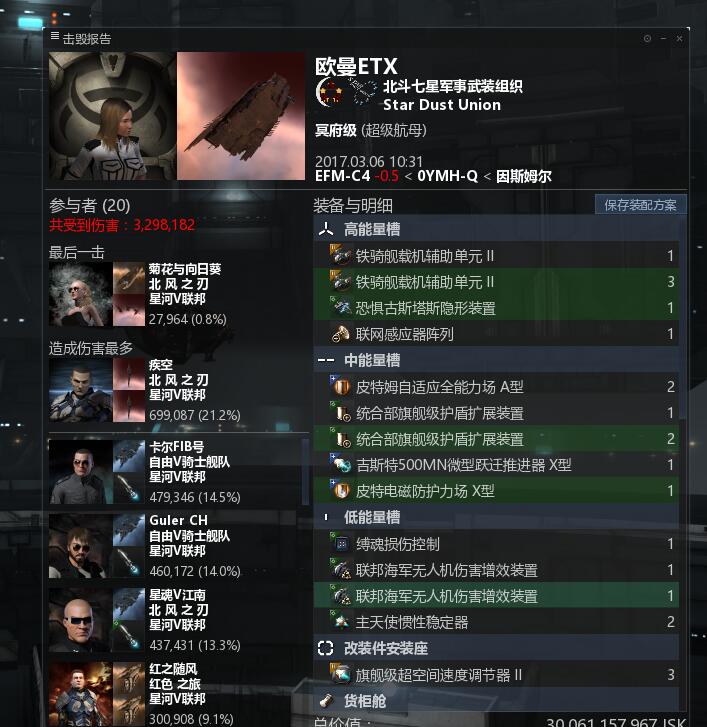 击毁报告
欧曼ETX
北斗七星军事武装组织
Star Dust Union
冥府级 (超级航母)
2017.03.06 10:31
EFM-C4 -0.5 < 0YMH-Q < 因斯姆尔
参与者 (20)
共受到伤害：3,298,182
最后一击
菊花与向日葵
北 风 之 刃
星河V联邦
27,964 (0.8%)
造成伤害最多
疾空
北 风 之 刃
星河V联邦
699,087 (21.2%)
卡尔FIB号
自由V骑士舰队
星河V联邦
479,346 (14.5%)
Guler CH
自由V骑士舰队
星河V联邦
460,172 (14.0%)
星魂V江南
北 风 之 刃
星河V联邦
437,431 (13.3%)
红之随风
红色 之旅
星河V联邦
300,908 (9.1%)
装备与明细
保存装配方案
高能量槽
铁骑舰载机辅助单元 II 1
铁骑舰载机辅助单元 II 3
恐惧古斯塔斯隐形装置 1
联网感应器阵列 1
中能量槽
皮特姆自适应全能力场 A型 2
统合部旗舰级护盾扩展装置 1
统合部旗舰级护盾扩展装置 2
吉斯特500MN微型跃迁推进器 X型 1
皮特电磁防护力场 X型 1
低能量槽
缚魂损伤控制 1
联邦海军无人机伤害增效装置 1
联邦海军无人机伤害增效装置 1
主天使惯性稳定器 2
改装件安装座
旗舰级超空间速度调节器 II 3
货柜舱
总价值： 30,061,157,967 ISK